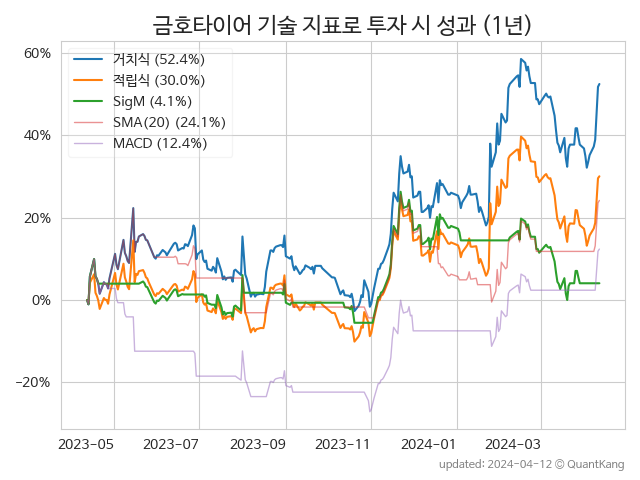 금호타이어 기술 지표로 투자 시 성과 (1년)
거치식 (52.4%)
적립식 (30.0%)
SigM (4.1%)
SMA(20) (24.1%)
MACD (12.4%)
60%
40%
20%
0%
−20%
2023-05 2023-07 2023-09 2023-11 2024-01 2024-03
updated: 2024-04-12 © QuantKang